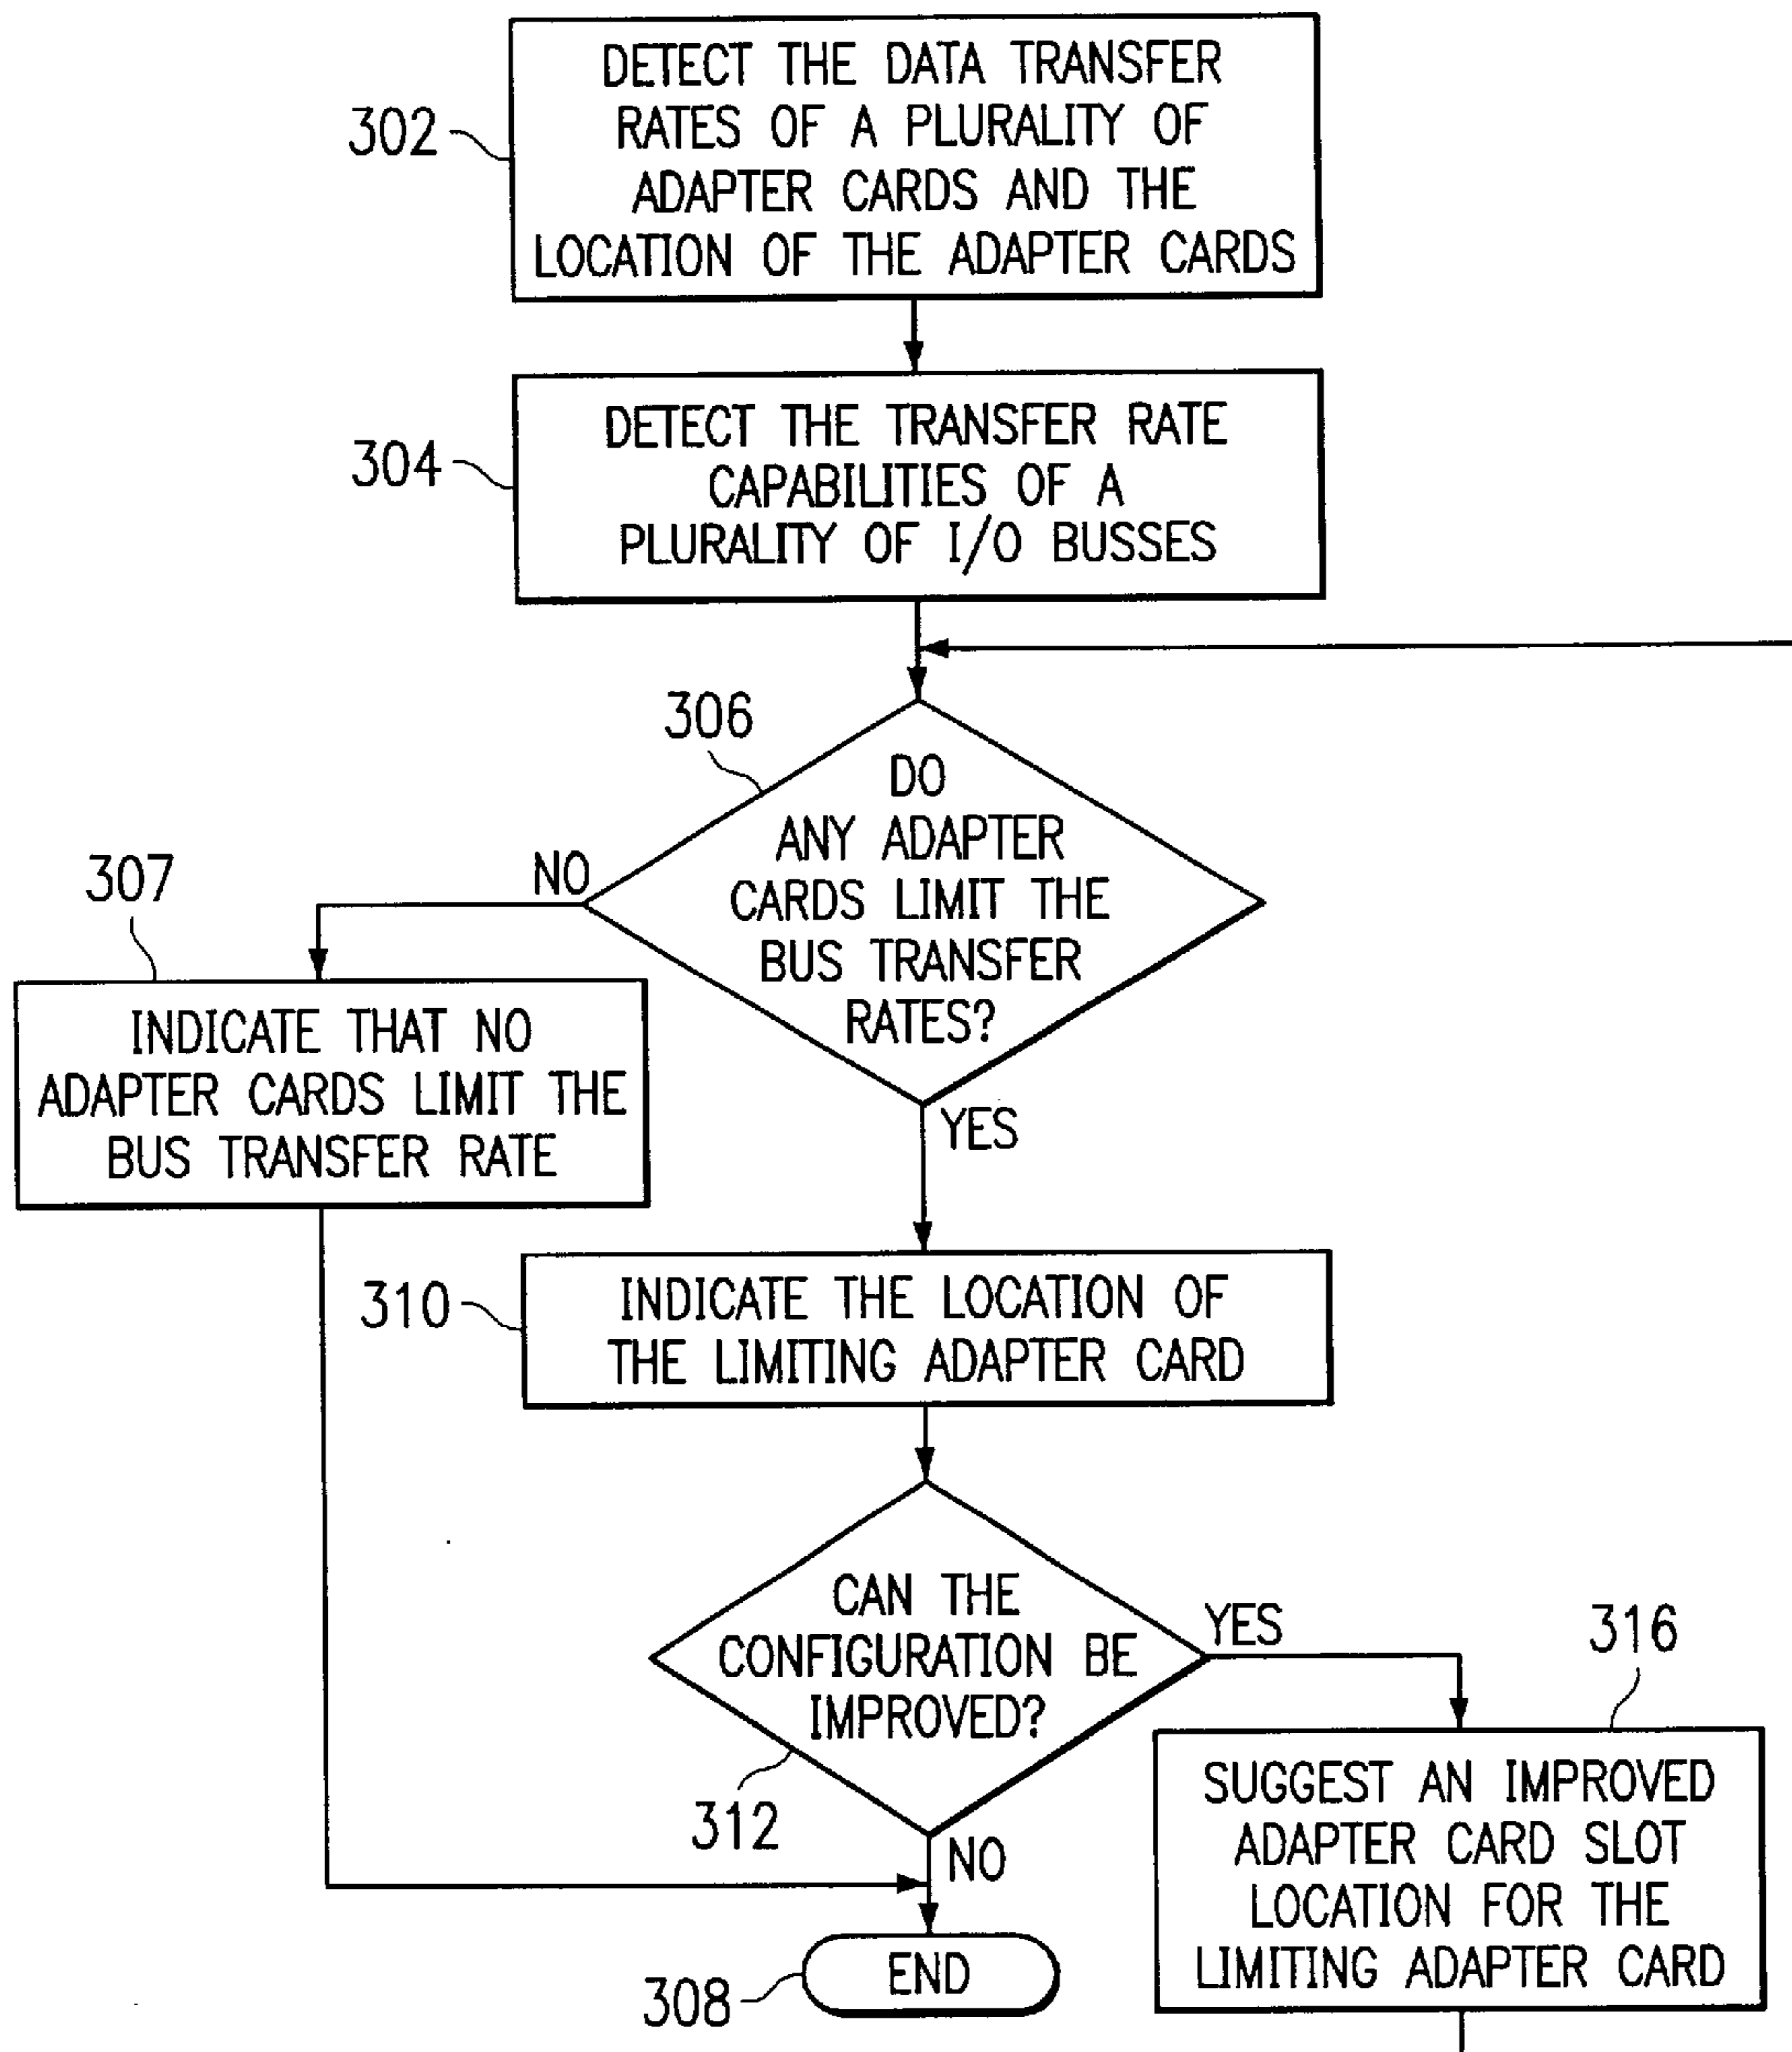 302
DETECT THE DATA TRANSFER
RATES OF A PLURALITY OF
ADAPTER CARDS AND THE
LOCATION OF THE ADAPTER CARDS
304
DETECT THE TRANSFER RATE
CAPABILITIES OF A
PLURALITY OF I/O BUSSES
306
DO
ANY ADAPTER
CARDS LIMIT THE
BUS TRANSFER
RATES?
NO
307
INDICATE THAT NO
ADAPTER CARDS LIMIT THE
BUS TRANSFER RATE
YES
310
INDICATE THE LOCATION OF
THE LIMITING ADAPTER CARD
CAN THE
CONFIGURATION BE
IMPROVED?
312
YES
316
SUGGEST AN IMPROVED
ADAPTER CARD SLOT
LOCATION FOR THE
LIMITING ADAPTER CARD
NO
308
END